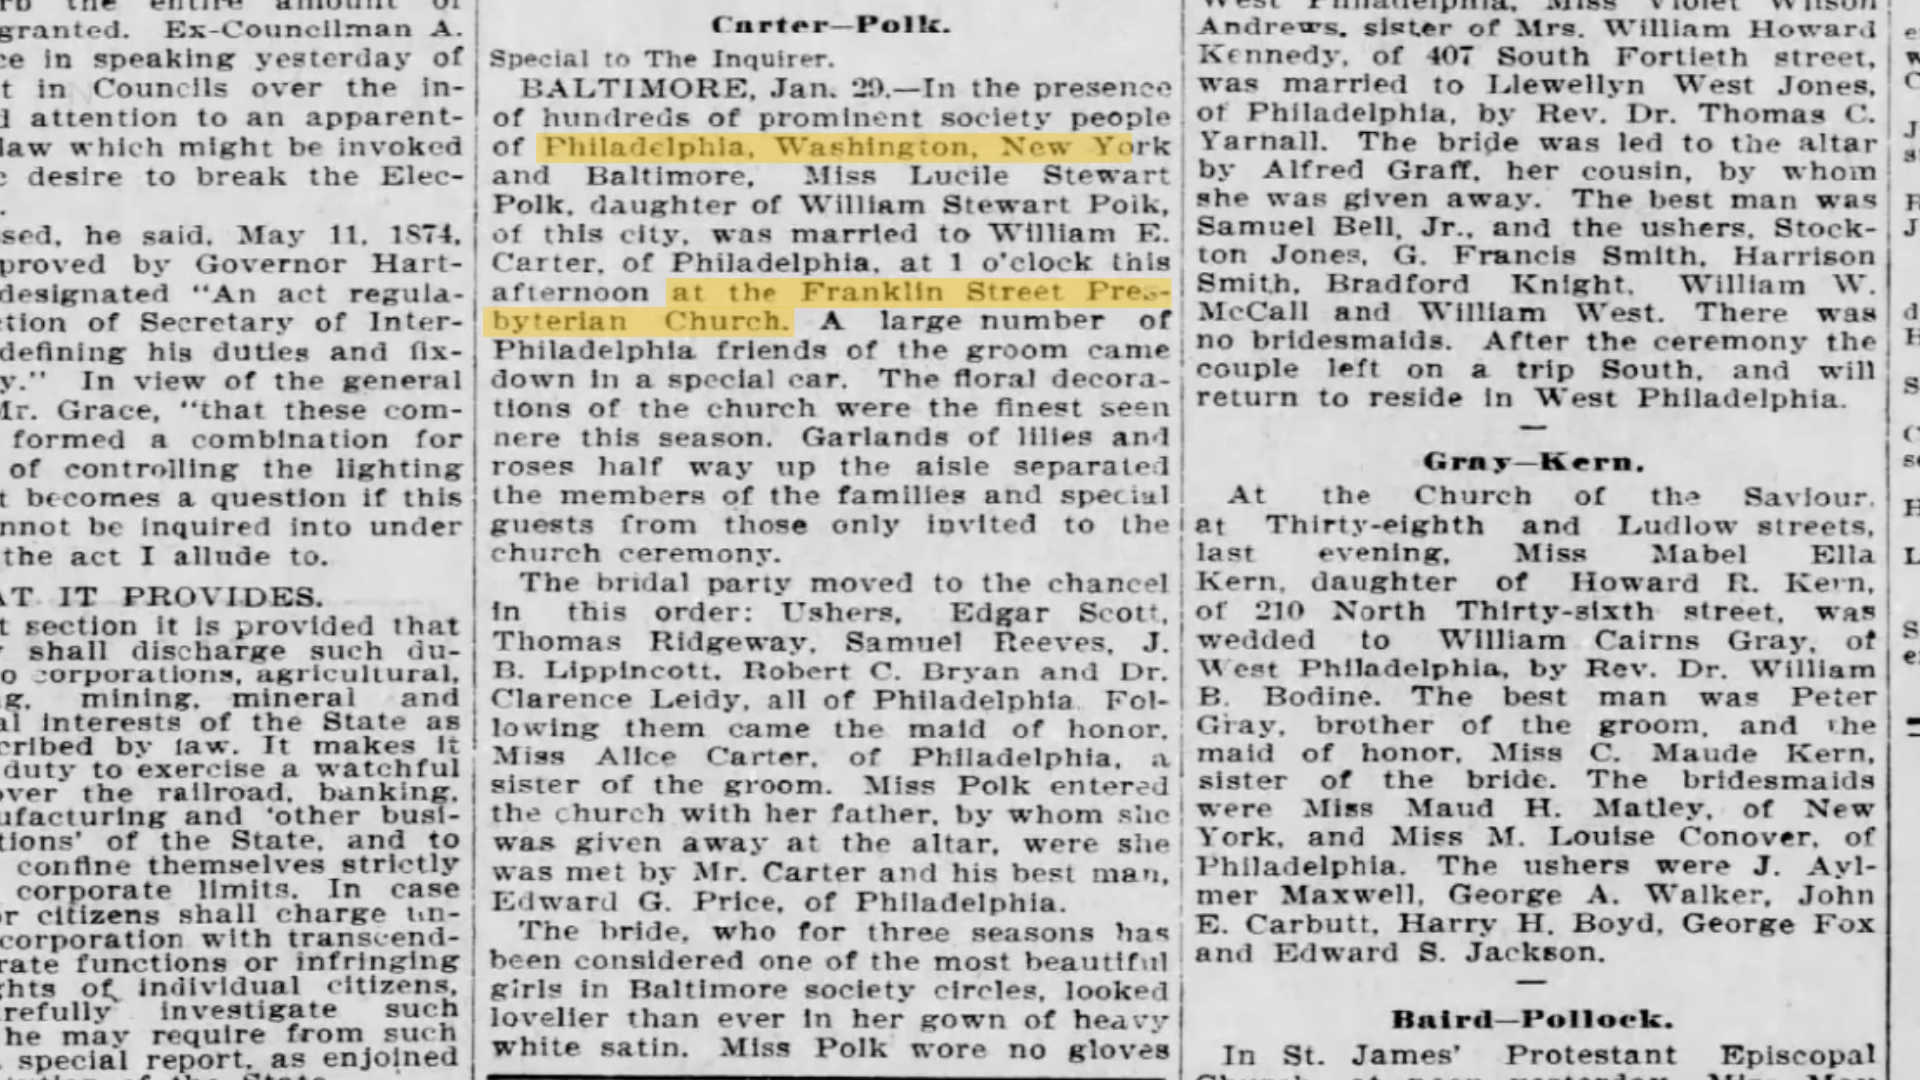 the entire amount of
granted. Ex-Councilman A.
ce in speaking yesterday of
t in Councils over the in-
d attention to an apparent-
law which might be invoked
c desire to break the Elec-
sed, he said, May 11, 1874,
proved by Governor Hart-
designated "An act regula-
ction of Secretary of Inter-
defining his duties and fix-
y." In view of the general
Mr. Grace, "that these com-
formed a combination for
of controlling the lighting
t becomes a question if this
nnot be inquired into under
the act I allude to.
AT IT PROVIDES.
t section it is provided that
shall discharge such du-
o corporations, agricultural,
g, mining, mineral and
al interests of the State as
cribed by law. It makes it
duty to exercise a watchful
over the railroad, banking,
ufacturing and 'other busi-
tions' of the State, and to
confine themselves strictly
corporate limits. In case
r citizens shall charge un-
corporation with transcend-
rate functions or infringing
ghts of individual citizens,
refully investigate such
he may require from such
special report, as enjoined
of the State
Carter—Polk.
Special to The Inquirer.
BALTIMORE, Jan. 29.—In the presence
of hundreds of prominent society people
of Philadelphia, Washington, New York
and Baltimore, Miss Lucile Stewart
Polk, daughter of William Stewart Polk,
of this city, was married to William E.
Carter, of Philadelphia, at 1 o'clock this
afternoon at the Franklin Street Pres-
byterian Church. A large number of
Philadelphia friends of the groom came
down in a special car. The floral decora-
tions of the church were the finest seen
nere this season. Garlands of lilies and
roses half way up the aisle separated
the members of the families and special
guests from those only invited to the
church ceremony.
The bridal party moved to the chancel
in this order: Ushers, Edgar Scott,
Thomas Ridgeway, Samuel Reeves, J.
B. Lippincott, Robert C. Bryan and Dr.
Clarence Leidy, all of Philadelphia. Fol-
lowing them came the maid of honor,
Miss Alice Carter, of Philadelphia, a
sister of the groom. Miss Polk entered
the church with her father, by whom she
was given away at the altar, were she
was met by Mr. Carter and his best man,
Edward G. Price, of Philadelphia.
The bride, who for three seasons has
been considered one of the most beautiful
girls in Baltimore society circles, looked
lovelier than ever in her gown of heavy
white satin. Miss Polk wore no gloves
West Philadelphia, Miss Violet Wilson
Andrews, sister of Mrs. William Howard
Kennedy, of 407 South Fortieth street,
was married to Llewellyn West Jones,
of Philadelphia, by Rev. Dr. Thomas C.
Yarnall. The bride was led to the altar
by Alfred Graff, her cousin, by whom
she was given away. The best man was
Samuel Bell, Jr., and the ushers, Stock-
ton Jones, G. Francis Smith, Harrison
Smith, Bradford Knight, William W.
McCall and William West. There was
no bridesmaids. After the ceremony the
couple left on a trip South, and will
return to reside in West Philadelphia.
Gray—Kern.
At the Church of the Saviour,
at Thirty-eighth and Ludlow streets,
last evening, Miss Mabel Ella
Kern, daughter of Howard R. Kern,
of 210 North Thirty-sixth street, was
wedded to William Cairns Gray, of
West Philadelphia, by Rev. Dr. William
B. Bodine. The best man was Peter
Gray, brother of the groom, and the
maid of honor, Miss C. Maude Kern,
sister of the bride. The bridesmaids
were Miss Maud H. Matley, of New
York, and Miss M. Louise Conover, of
Philadelphia. The ushers were J. Ayl-
mer Maxwell, George A. Walker, John
E. Carbutt, Harry H. Boyd, George Fox
and Edward S. Jackson.
Baird—Pollock.
In St. James' Protestant Episcopal